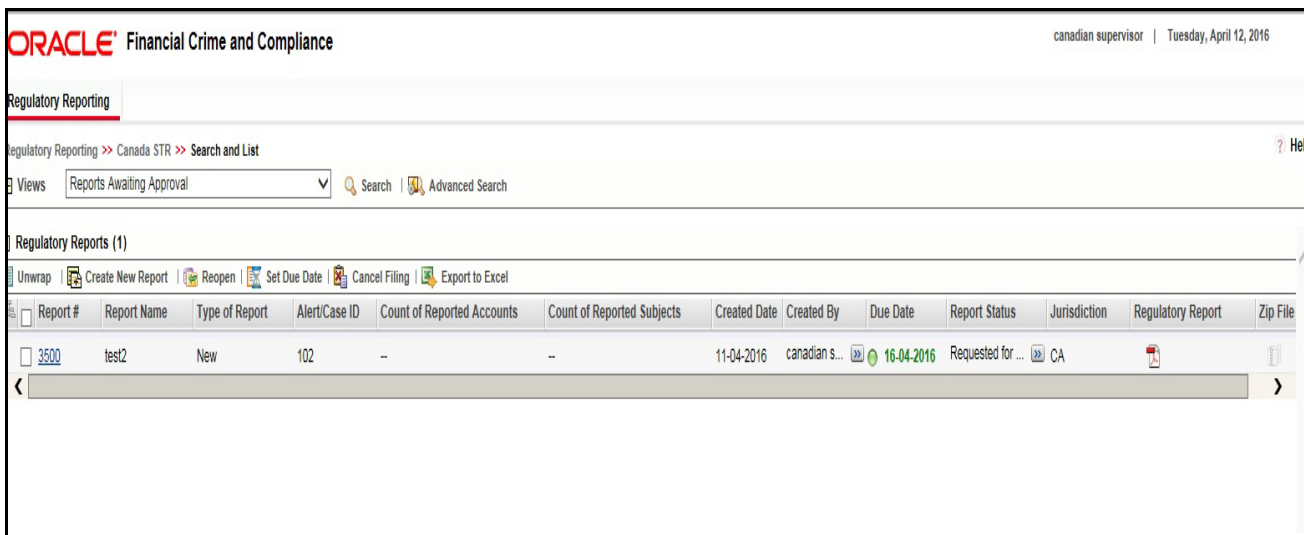 ORACLE® Financial Crime and Compliance
canadian supervisor | Tuesday, April 12, 2016
Regulatory Reporting
Regulatory Reporting >> Canada STR >> Search and List
? Hel
Views Reports Awaiting Approval Search | Advanced Search
Regulatory Reports (1)
Unwrap | Create New Report | Reopen | Set Due Date | Cancel Filing | Export to Excel
Report # Report Name Type of Report Alert/Case ID Count of Reported Accounts Count of Reported Subjects Created Date Created By Due Date Report Status Jurisdiction Regulatory Report Zip File
3500 test2 New 102 -- -- 11-04-2016 canadian s... >> 16-04-2016 Requested for ... >> CA